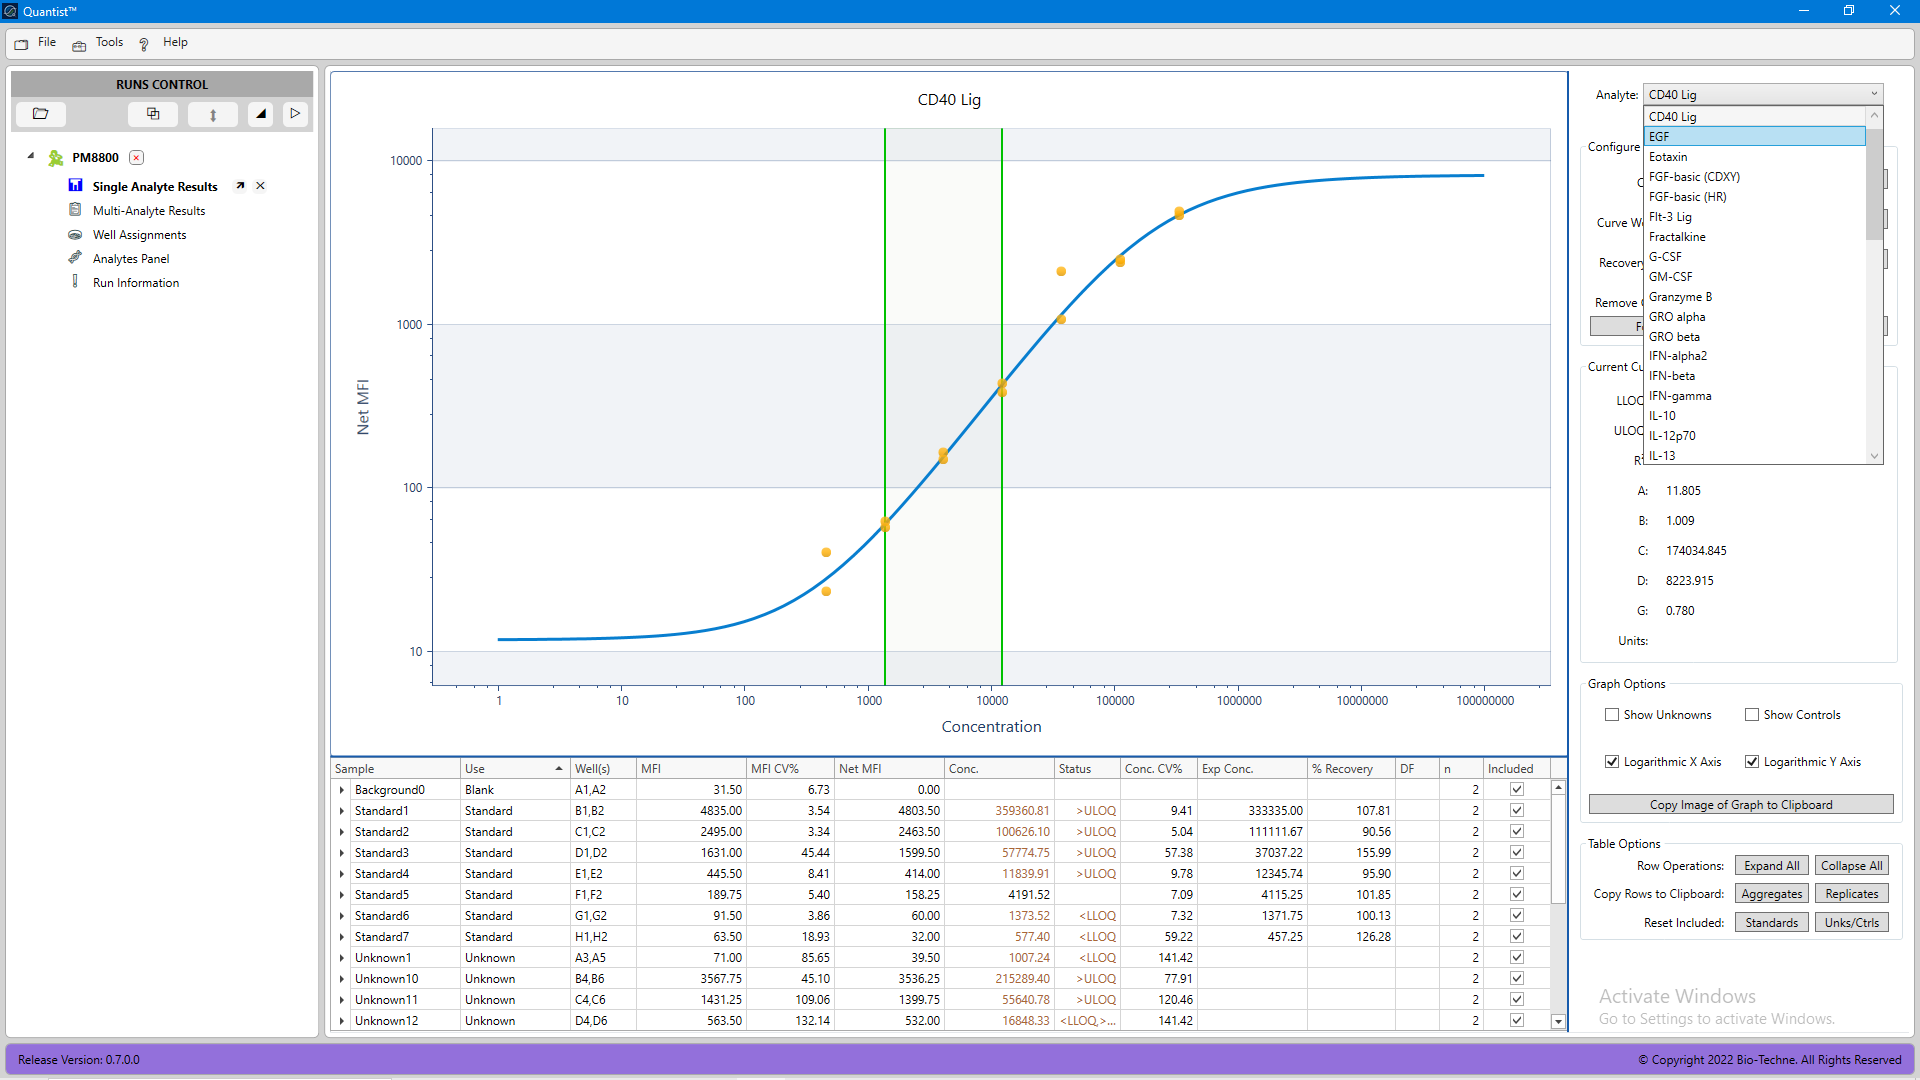 Quantist™
File Tools Help
RUNS CONTROL
PM8800
Single Analyte Results
Multi-Analyte Results
Well Assignments
Analytes Panel
Run Information
CD40 Lig
Net MFI
10000
1000
100
10
1 10 100 1000 10000 100000 1000000 10000000 100000000
Concentration
Analyte: CD40 Lig
CD40 Lig
EGF
Eotaxin
FGF-basic (CDXY)
FGF-basic (HR)
Flt-3 Lig
Fractalkine
G-CSF
GM-CSF
Granzyme B
GRO alpha
GRO beta
IFN-alpha2
IFN-beta
IFN-gamma
IL-10
IL-12p70
IL-13
Configure
Curve W
Recovery
Remove
Current Cu
LLOQ
ULOQ
A: 11.805
B: 1.009
C: 174034.845
D: 8223.915
G: 0.780
Units:
Graph Options
Show Unknowns Show Controls
Logarithmic X Axis Logarithmic Y Axis
Copy Image of Graph to Clipboard
Table Options
Row Operations: Expand All Collapse All
Copy Rows to Clipboard: Aggregates Replicates
Reset Included: Standards Unks/Ctrls
Sample Use Well(s) MFI MFI CV% Net MFI Conc. Status Conc. CV% Exp Conc. % Recovery DF n Included
Background0 Blank A1,A2 31.50 6.73 0.00 2
Standard1 Standard B1,B2 4835.00 3.54 4803.50 359360.81 >ULOQ 9.41 333335.00 107.81 2
Standard2 Standard C1,C2 2495.00 3.34 2463.50 100626.10 >ULOQ 5.04 111111.67 90.56 2
Standard3 Standard D1,D2 1631.00 45.44 1599.50 57774.75 >ULOQ 57.38 37037.22 155.99 2
Standard4 Standard E1,E2 445.50 8.41 414.00 11839.91 >ULOQ 9.78 12345.74 95.90 2
Standard5 Standard F1,F2 189.75 5.40 158.25 4191.52 7.09 4115.25 101.85 2
Standard6 Standard G1,G2 91.50 3.86 60.00 1373.52 <LLOQ 7.32 1371.75 100.13 2
Standard7 Standard H1,H2 63.50 18.93 32.00 577.40 <LLOQ 59.22 457.25 126.28 2
Unknown1 Unknown A3,A5 71.00 85.65 39.50 1007.24 <LLOQ 141.42 2
Unknown10 Unknown B4,B6 3567.75 45.10 3536.25 215289.40 >ULOQ 77.91 2
Unknown11 Unknown C4,C6 1431.25 109.06 1399.75 55640.78 >ULOQ 120.46 2
Unknown12 Unknown D4,D6 563.50 132.14 532.00 16848.33 <LLOQ,>... 141.42 2
Activate Windows
Go to Settings to activate Windows.
Release Version: 0.7.0.0
© Copyright 2022 Bio-Techne. All Rights Reserved